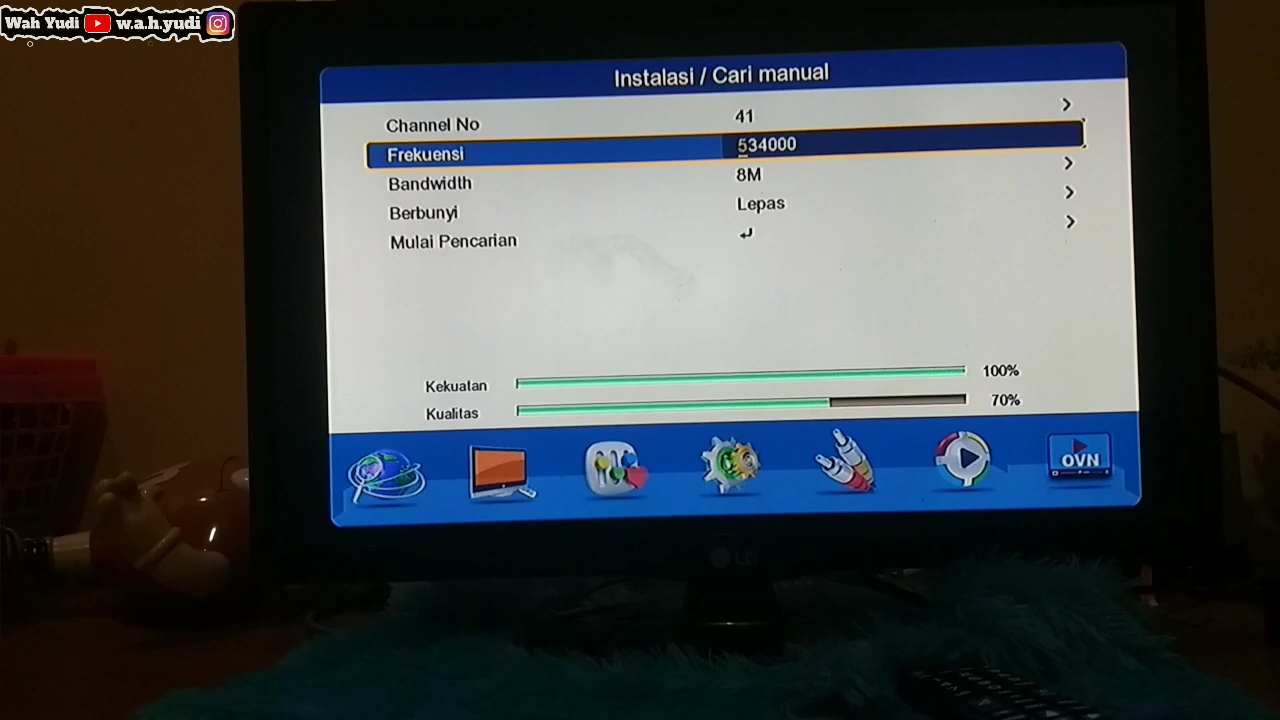 Wah Yudi w.a.h.yudi
Instalasi / Cari manual
Channel No 41
Frekuensi 534000
Bandwidth 8M
Berbunyi Lepas
Mulai Pencarian
Kekuatan 100%
Kualitas 70%
OVN
LG